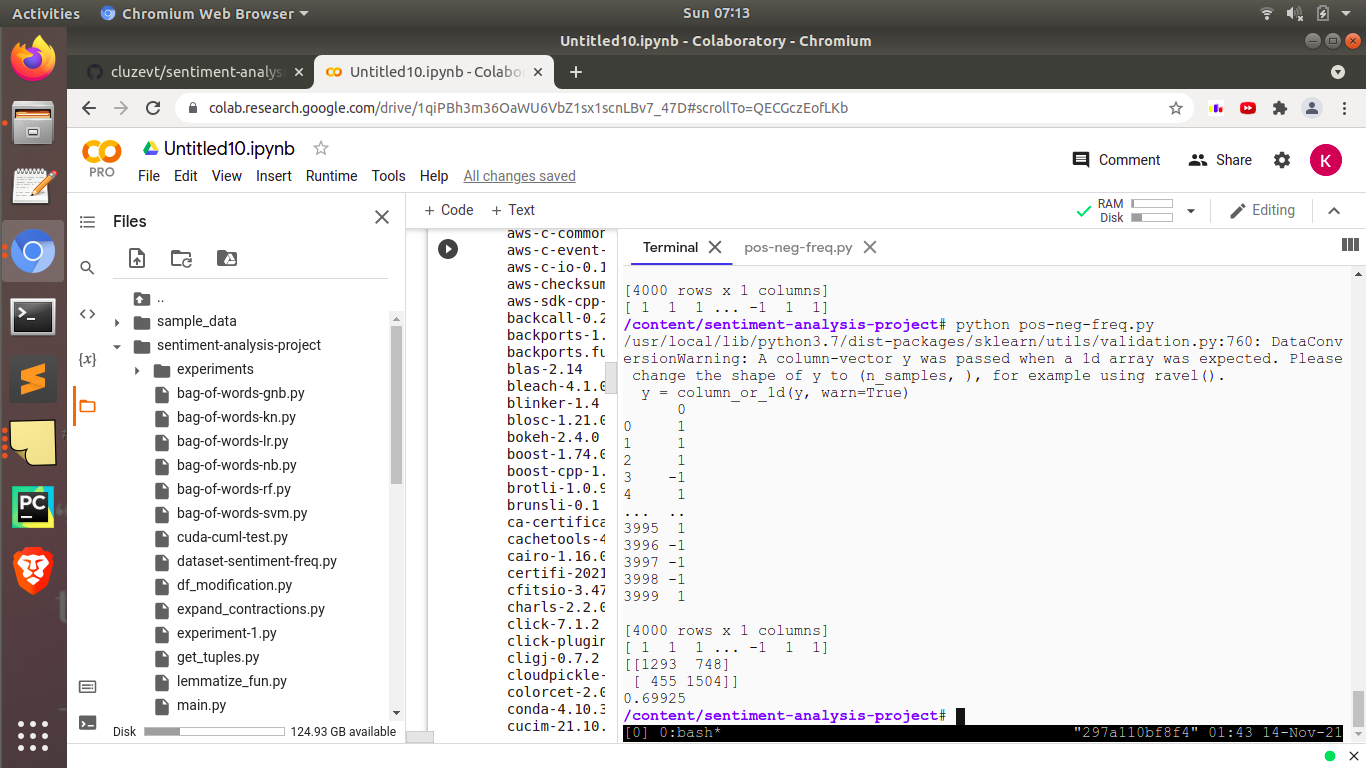 Activities
Chromium Web Browser
Sun 07:13
Untitled10.ipynb - Colaboratory - Chromium
cluzevt/sentiment-analys
Untitled10.ipynb - Colabo
colab.research.google.com/drive/1qiPBh3m36OaWU6VbZ1sx1scnLBv7_47D#scrollTo=QECGczEofLKb
PRO
Untitled10.ipynb
File Edit View Insert Runtime Tools Help All changes saved
Comment
Share
K
Files
+ Code + Text
RAM
Disk
Editing
..
sample_data
sentiment-analysis-project
experiments
bag-of-words-gnb.py
bag-of-words-kn.py
bag-of-words-lr.py
bag-of-words-nb.py
bag-of-words-rf.py
bag-of-words-svm.py
cuda-cuml-test.py
dataset-sentiment-freq.py
df_modification.py
expand_contractions.py
experiment-1.py
get_tuples.py
lemmatize_fun.py
main.py
Disk
124.93 GB available
{x}
PC
aws-c-common
aws-c-event-
aws-c-io-0.1
aws-checksum
aws-sdk-cpp-
backcall-0.2
backports-1.
backports.fu
blas-2.14
bleach-4.1.0
blinker-1.4
blosc-1.21.0
bokeh-2.4.0
boost-1.74.0
boost-cpp-1.
brotli-1.0.9
brunsli-0.1
ca-certifica
cachetools-4
cairo-1.16.0
certifi-2021
cfitsio-3.47
charls-2.2.0
click-7.1.2
click-plugin
cligj-0.7.2
cloudpickle-
colorcet-2.0
conda-4.10.3
cucim-21.10.
Terminal
pos-neg-freq.py
[4000 rows x 1 columns]
[ 1  1  1 ... -1  1  1]
/content/sentiment-analysis-project# python pos-neg-freq.py
/usr/local/lib/python3.7/dist-packages/sklearn/utils/validation.py:760: DataConv
ersionWarning: A column-vector y was passed when a 1d array was expected. Please
 change the shape of y to (n_samples, ), for example using ravel().
  y = column_or_1d(y, warn=True)
      0
0     1
1     1
2     1
3    -1
4     1
...  ..
3995  1
3996 -1
3997 -1
3998 -1
3999  1
[4000 rows x 1 columns]
[ 1  1  1 ... -1  1  1]
[[1293  748]
 [ 455 1504]]
0.69925
/content/sentiment-analysis-project#
[0] 0:bash*
"297a110bf8f4" 01:43 14-Nov-21